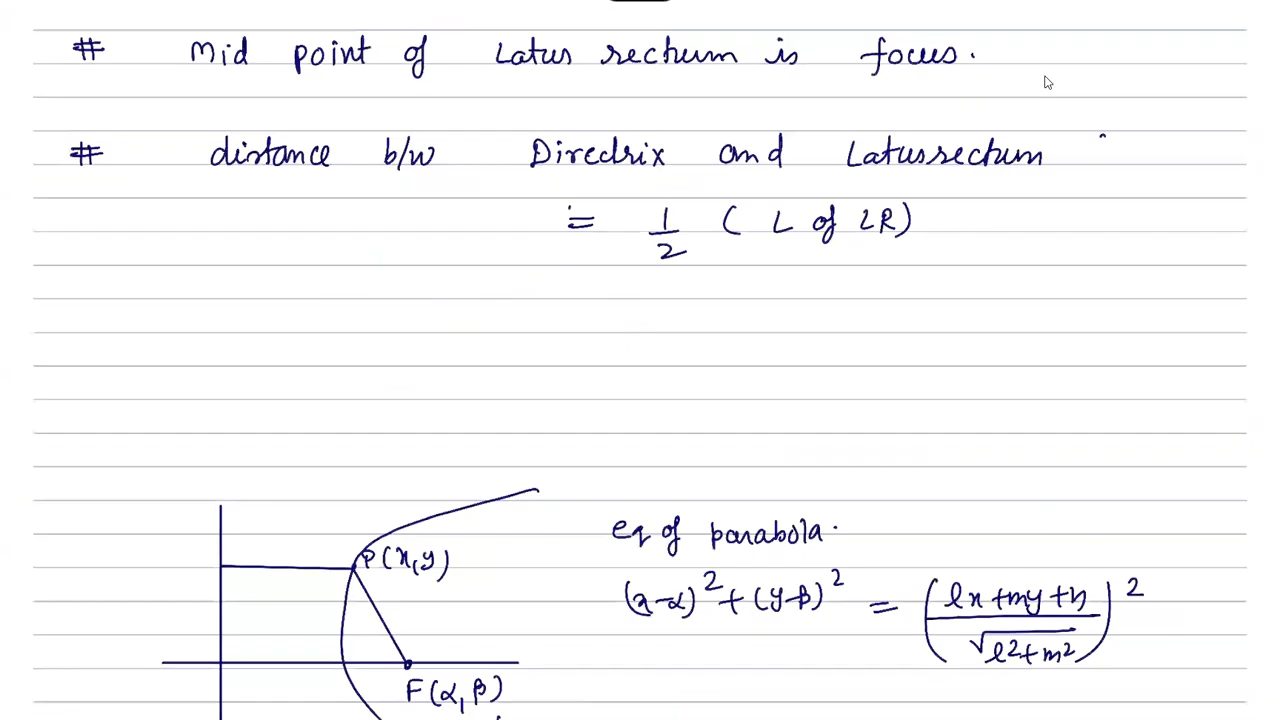 # Mid point of Latus rectum is focus.
# distance b/w Directrix and Latusrectum
= 1/2 ( L of LR)
eq of parabola.
P(x,y)
(x-α)² + (y-β)² = ((lx+my+n)/√(l²+m²))²
F(α,β)